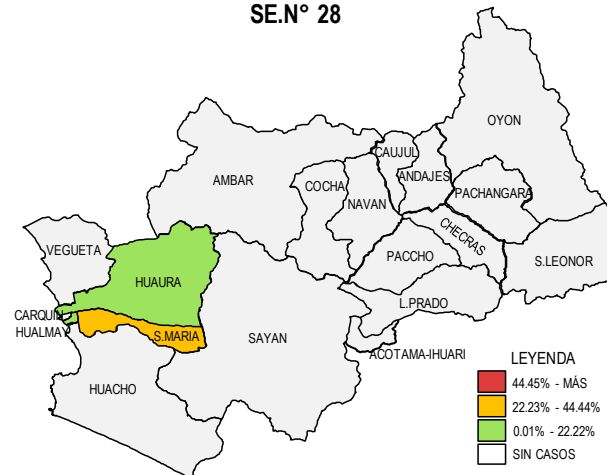 SE.N° 28
OYON
CAUJUL
ANDAJES
AMBAR
COCHA
PACHANGARA
NAVAN
CHECRAS
VEGUETA
PACCHO
S.LEONOR
HUAURA
L.PRADO
CARQUIN
HUALMAY
S.MARIA
SAYAN
ACOTAMA-IHUARI
HUACHO
LEYENDA
44.45% - MÁS
22.23% - 44.44%
0.01% - 22.22%
SIN CASOS